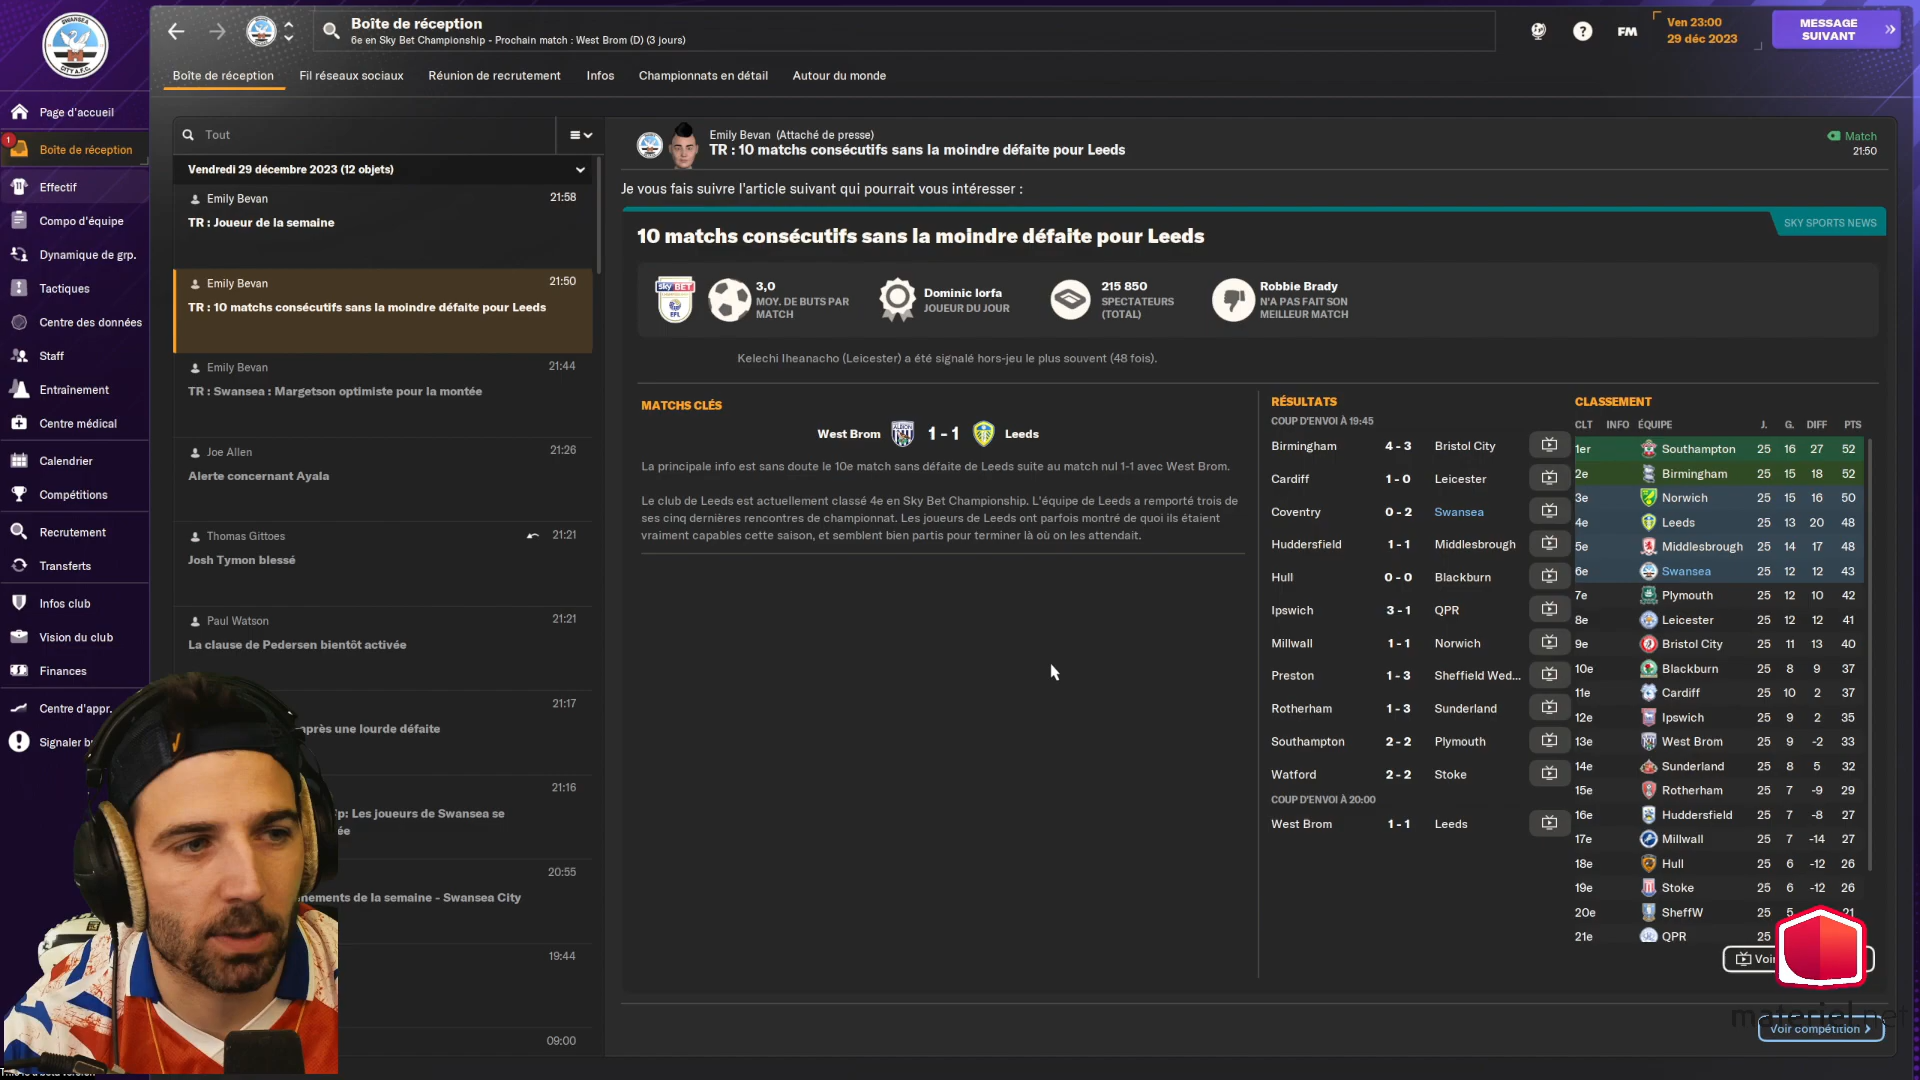 Boîte de réception
6e en Sky Bet Championship - Prochain match : West Brom (D) (3 jours)
FM
Ven 23:00
29 déc 2023
MESSAGE
SUIVANT
Boîte de réception
Fil réseaux sociaux
Réunion de recrutement
Infos
Championnats en détail
Autour du monde
Page d'accueil
1
Boîte de réception
Effectif
Compo d'équipe
Dynamique de grp.
Tactiques
Centre des données
Staff
Entraînement
Centre médical
Calendrier
Compétitions
Recrutement
Transferts
Infos club
Vision du club
Finances
Centre d'appr.
Signaler
Tout
Vendredi 29 décembre 2023 (12 objets)
Emily Bevan 21:58
TR : Joueur de la semaine
Emily Bevan 21:50
TR : 10 matchs consécutifs sans la moindre défaite pour Leeds
Emily Bevan 21:44
TR : Swansea : Margetson optimiste pour la montée
Joe Allen 21:26
Alerte concernant Ayala
Thomas Gittoes 21:21
Josh Tymon blessé
Paul Watson 21:21
La clause de Pedersen bientôt activée
21:17
après une lourde défaite
21:16
Les joueurs de Swansea se
20:55
de la semaine - Swansea City
19:44
09:00
Emily Bevan (Attaché de presse)
TR : 10 matchs consécutifs sans la moindre défaite pour Leeds
Match
21:50
Je vous fais suivre l'article suivant qui pourrait vous intéresser :
SKY SPORTS NEWS
10 matchs consécutifs sans la moindre défaite pour Leeds
sky BET
EFL
3,0
MOY. DE BUTS PAR
MATCH
Dominic Iorfa
JOUEUR DU JOUR
215 850
SPECTATEURS
(TOTAL)
Robbie Brady
N'A PAS FAIT SON
MEILLEUR MATCH
Kelechi Iheanacho (Leicester) a été signalé hors-jeu le plus souvent (48 fois).
MATCHS CLÉS
West Brom 1 - 1 Leeds
La principale info est sans doute le 10e match sans défaite de Leeds suite au match nul 1-1 avec West Brom.
Le club de Leeds est actuellement classé 4e en Sky Bet Championship. L'équipe de Leeds a remporté trois de
ses cinq dernières rencontres de championnat. Les joueurs de Leeds ont parfois montré de quoi ils étaient
vraiment capables cette saison, et semblent bien partis pour terminer là où on les attendait.
RÉSULTATS
COUP D'ENVOI À 19:45
Birmingham 4 - 3 Bristol City
Cardiff 1 - 0 Leicester
Coventry 0 - 2 Swansea
Huddersfield 1 - 1 Middlesbrough
Hull 0 - 0 Blackburn
Ipswich 3 - 1 QPR
Millwall 1 - 1 Norwich
Preston 1 - 3 Sheffield Wed...
Rotherham 1 - 3 Sunderland
Southampton 2 - 2 Plymouth
Watford 2 - 2 Stoke
COUP D'ENVOI À 20:00
West Brom 1 - 1 Leeds
CLASSEMENT
CLT INFO ÉQUIPE J. G. DIFF PTS
1er Southampton 25 16 27 52
2e Birmingham 25 15 18 52
3e Norwich 25 15 16 50
4e Leeds 25 13 20 48
5e Middlesbrough 25 14 17 48
6e Swansea 25 12 12 43
7e Plymouth 25 12 10 42
8e Leicester 25 12 12 41
9e Bristol City 25 11 13 40
10e Blackburn 25 8 9 37
11e Cardiff 25 10 2 37
12e Ipswich 25 9 2 35
13e West Brom 25 9 -2 33
14e Sunderland 25 8 5 32
15e Rotherham 25 7 -9 29
16e Huddersfield 25 7 -8 27
17e Millwall 25 7 -14 27
18e Hull 25 6 -12 26
19e Stoke 25 6 -12 26
20e SheffW 25 5 21
21e QPR 25
Voir compétition